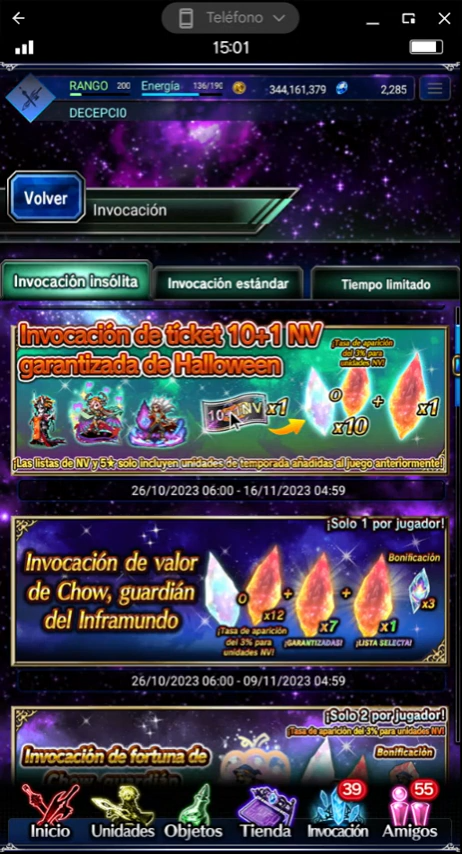 Teléfono
15:01
RANGO 200 Energía 136/190 344,161,379 2,285
DECEPCI0
Volver
Invocación
Invocación insólita
Invocación estándar
Tiempo limitado
Invocación de ticket 10+1 NV
garantizada de Halloween
¡Tasa de aparición
del 3% para
unidades NV!
10+1 NV x1
o
x10
+
x1
¡Las listas de NV y 5★ solo incluyen unidades de temporada añadidas al juego anteriormente!
26/10/2023 06:00 - 16/11/2023 04:59
¡Solo 1 por jugador!
Invocación de valor
de Chow, guardián
del Inframundo
Bonificación
o
x12
+
x7
+
x1
x3
¡Tasa de aparición
del 3% para
unidades NV!
¡GARANTIZADAS!
¡LISTA SELECTA!
26/10/2023 06:00 - 09/11/2023 04:59
¡Solo 2 por jugador!
¡Tasa de aparición del 3% para unidades NV!
Invocación de fortuna de
Chow, guardián
Bonificación
39
55
Inicio
Unidades
Objetos
Tienda
Invocación
Amigos